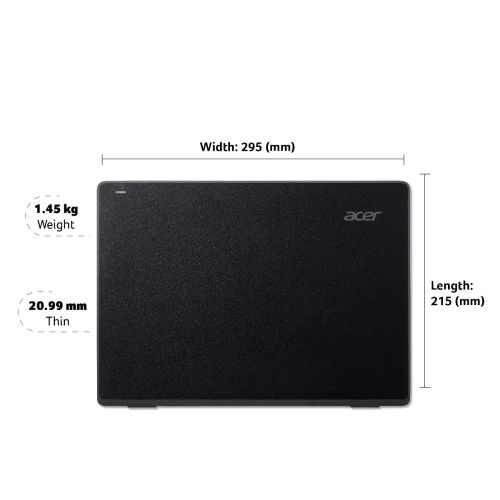 Width: 295 (mm)
acer
1.45 kg
Weight
Length:
215 (mm)
20.99 mm
Thin